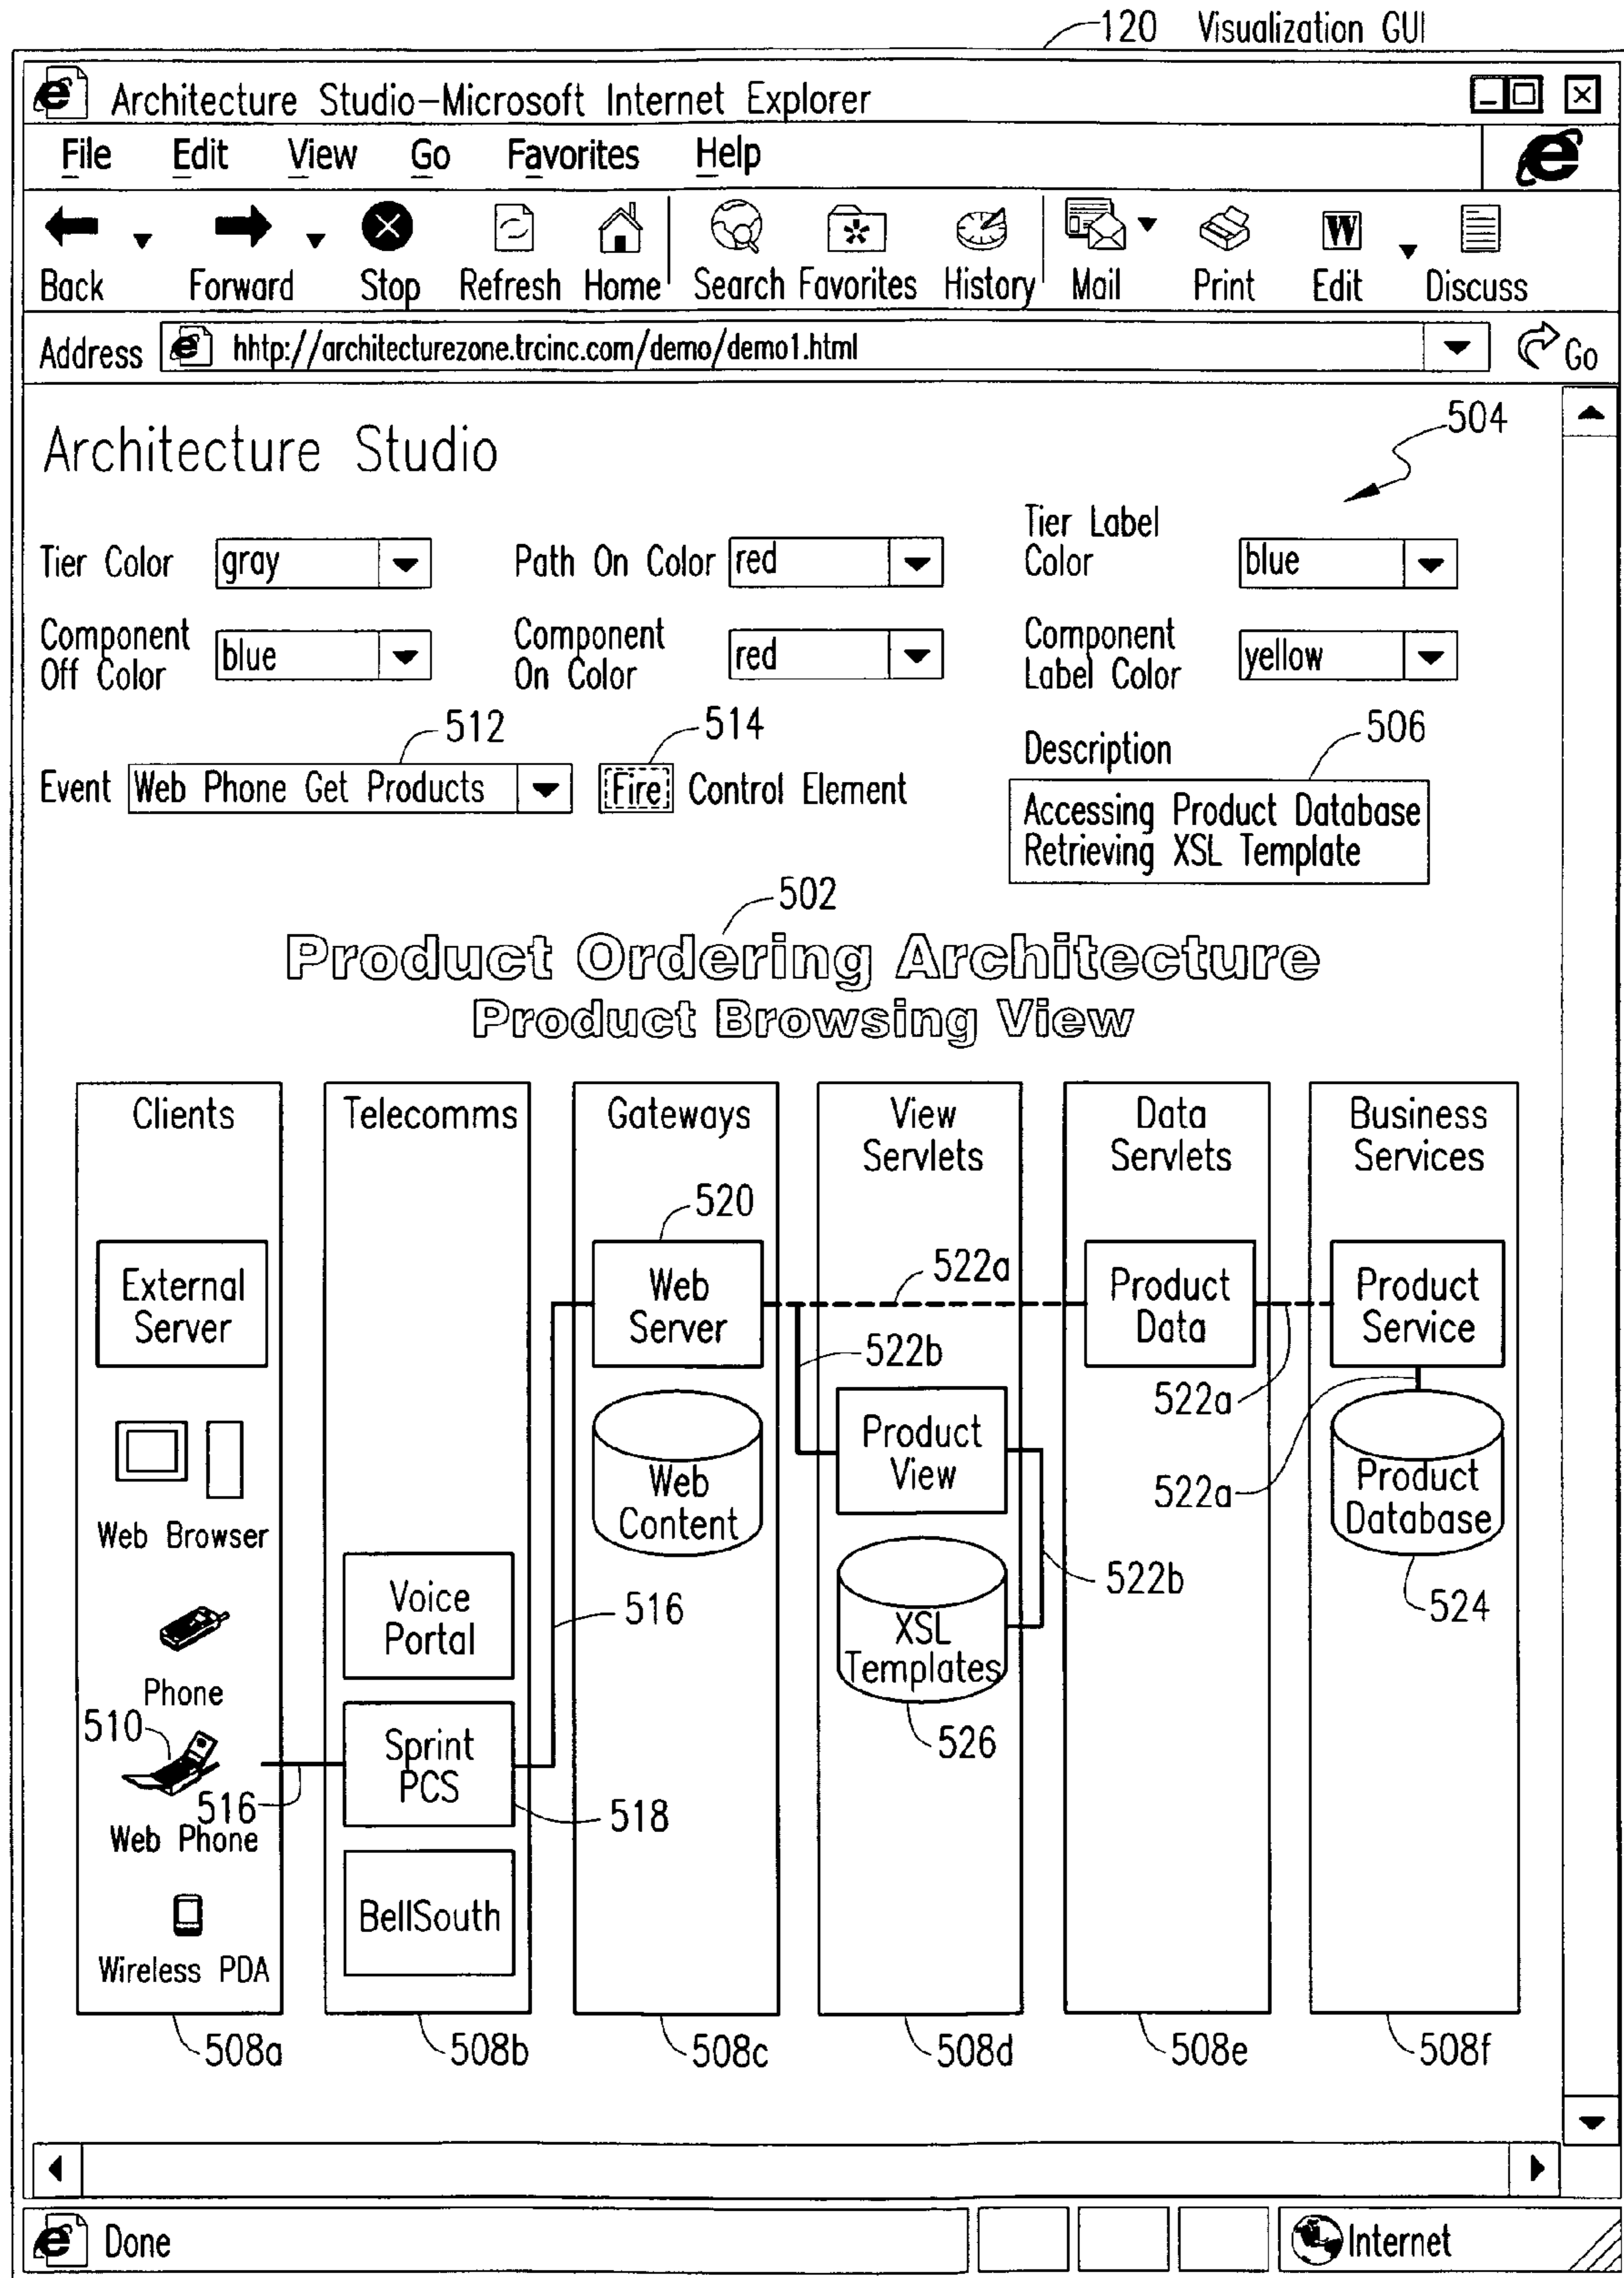 120 Visualization GUI
Architecture Studio-Microsoft Internet Explorer
File Edit View Go Favorites Help
Back Forward Stop Refresh Home Search Favorites History Mail Print Edit Discuss
W
Address hhtp://architecturezone.trcinc.com/demo/demo1.html Go
504
Architecture Studio
Tier Color gray Path On Color red Tier Label Color blue
Component Off Color blue Component On Color red Component Label Color yellow
512 514 506
Event Web Phone Get Products Fire Control Element
Description
Accessing Product Database
Retrieving XSL Template
502
Product Ordering Architecture
Product Browsing View
Clients
External
Server
Web Browser
Phone
510
516
Web Phone
Wireless PDA
508a
Telecomms
Voice
Portal
Sprint
PCS
BellSouth
508b
Gateways
520
Web
Server
Web
Content
516
518
508c
View
Servlets
522a
522b
Product
View
XSL
Templates
526
508d
Data
Servlets
Product
Data
522a
522a
522b
508e
Business
Services
Product
Service
Product
Database
524
508f
Done Internet